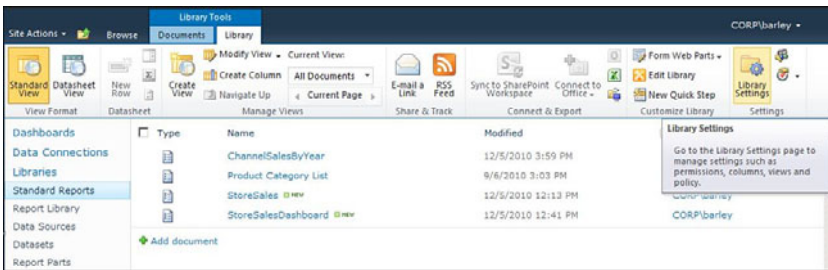 Library Tools
CORP\barley
Site Actions
Browse
Documents
Library
Standard View
Datasheet View
New Row
Create View
Modify View
Create Column
Navigate Up
Current View:
All Documents
Current Page
E-mail a Link
RSS Feed
Sync to SharePoint Workspace
Connect to Office
Form Web Parts
Edit Library
New Quick Step
Library Settings
View Format
Datasheet
Manage Views
Share & Track
Connect & Export
Customize Library
Settings
Dashboards
Data Connections
Libraries
Standard Reports
Report Library
Data Sources
Datasets
Report Parts
Type Name Modified
ChannelSalesByYear 12/5/2010 3:59 PM
Product Category List 9/6/2010 3:03 PM
StoreSales NEW 12/5/2010 12:13 PM
StoreSalesDashboard NEW 12/5/2010 12:41 PM CORP\barley
Add document
Library Settings
Go to the Library Settings page to
manage settings such as
permissions, columns, views and
policy.